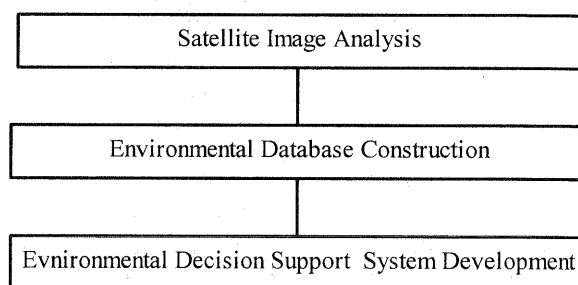 Satellite Image Analysis
Environmental Database Construction
Evnironmental Decision Support System Development